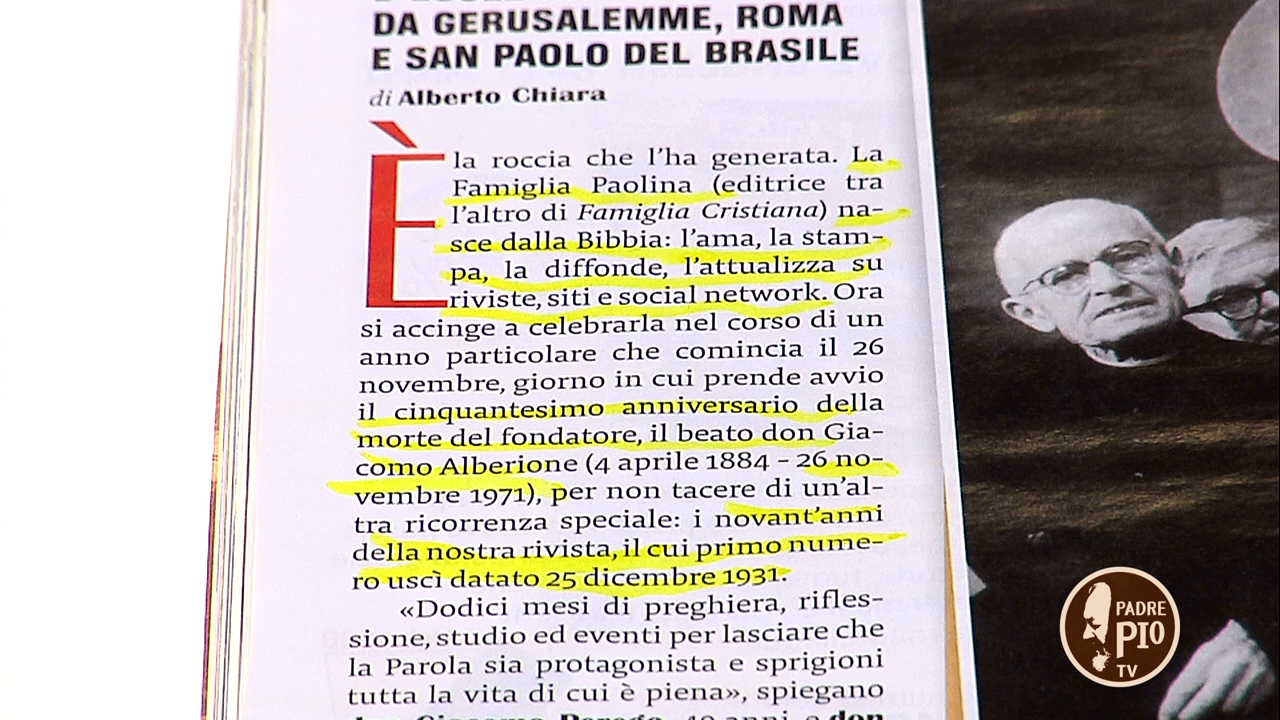 DA GERUSALEMME, ROMA
E SAN PAOLO DEL BRASILE
di Alberto Chiara
È la roccia che l'ha generata. La
Famiglia Paolina (editrice tra
l'altro di Famiglia Cristiana) na-
sce dalla Bibbia: l'ama, la stam-
pa, la diffonde, l'attualizza su
riviste, siti e social network. Ora
si accinge a celebrarla nel corso di un
anno particolare che comincia il 26
novembre, giorno in cui prende avvio
il cinquantesimo anniversario della
morte del fondatore, il beato don Gia-
como Alberione (4 aprile 1884 – 26 no-
vembre 1971), per non tacere di un'al-
tra ricorrenza speciale: i novant'anni
della nostra rivista, il cui primo nume-
ro uscì datato 25 dicembre 1931.
«Dodici mesi di preghiera, rifles-
sione, studio ed eventi per lasciare che
la Parola sia protagonista e sprigioni
tutta la vita di cui è piena», spiegano
PADRE
PIO
TV